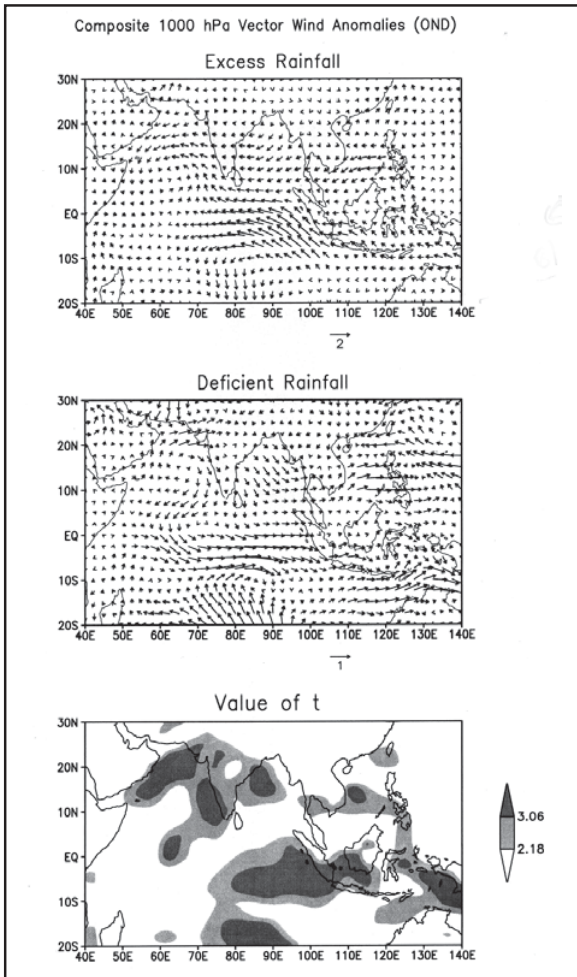 Composite 1000 hPa Vector Wind Anomalies (OND)
Excess Rainfall
30N
20N
10N
EQ
10S
20S
40E 50E 60E 70E 80E 90E 100E 110E 120E 130E 140E
2
Deficient Rainfall
30N
20N
10N
EQ
10S
20S
40E 50E 60E 70E 80E 90E 100E 110E 120E 130E 140E
1
Value of t
30N
20N
10N
EQ
10S
20S
40E 50E 60E 70E 80E 90E 100E 110E 120E 130E 140E
3.06
2.18